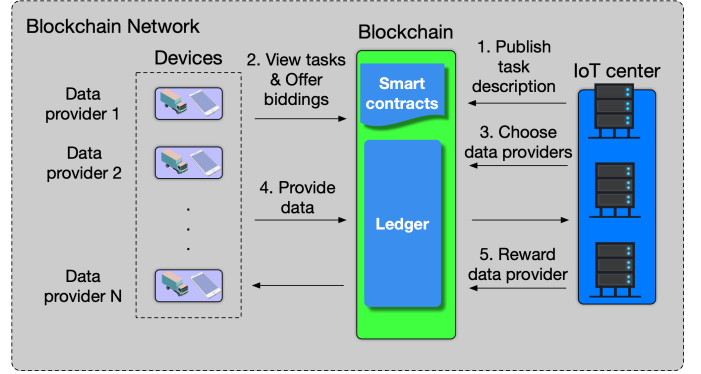 Blockchain Network
Devices
Data
provider 1
Data
provider 2
Data
provider N
2. View tasks
& Offer
biddings
4. Provide
data
Blockchain
Smart
contracts
Ledger
1. Publish
task
description
3. Choose
data providers
5. Reward
data provider
IoT center